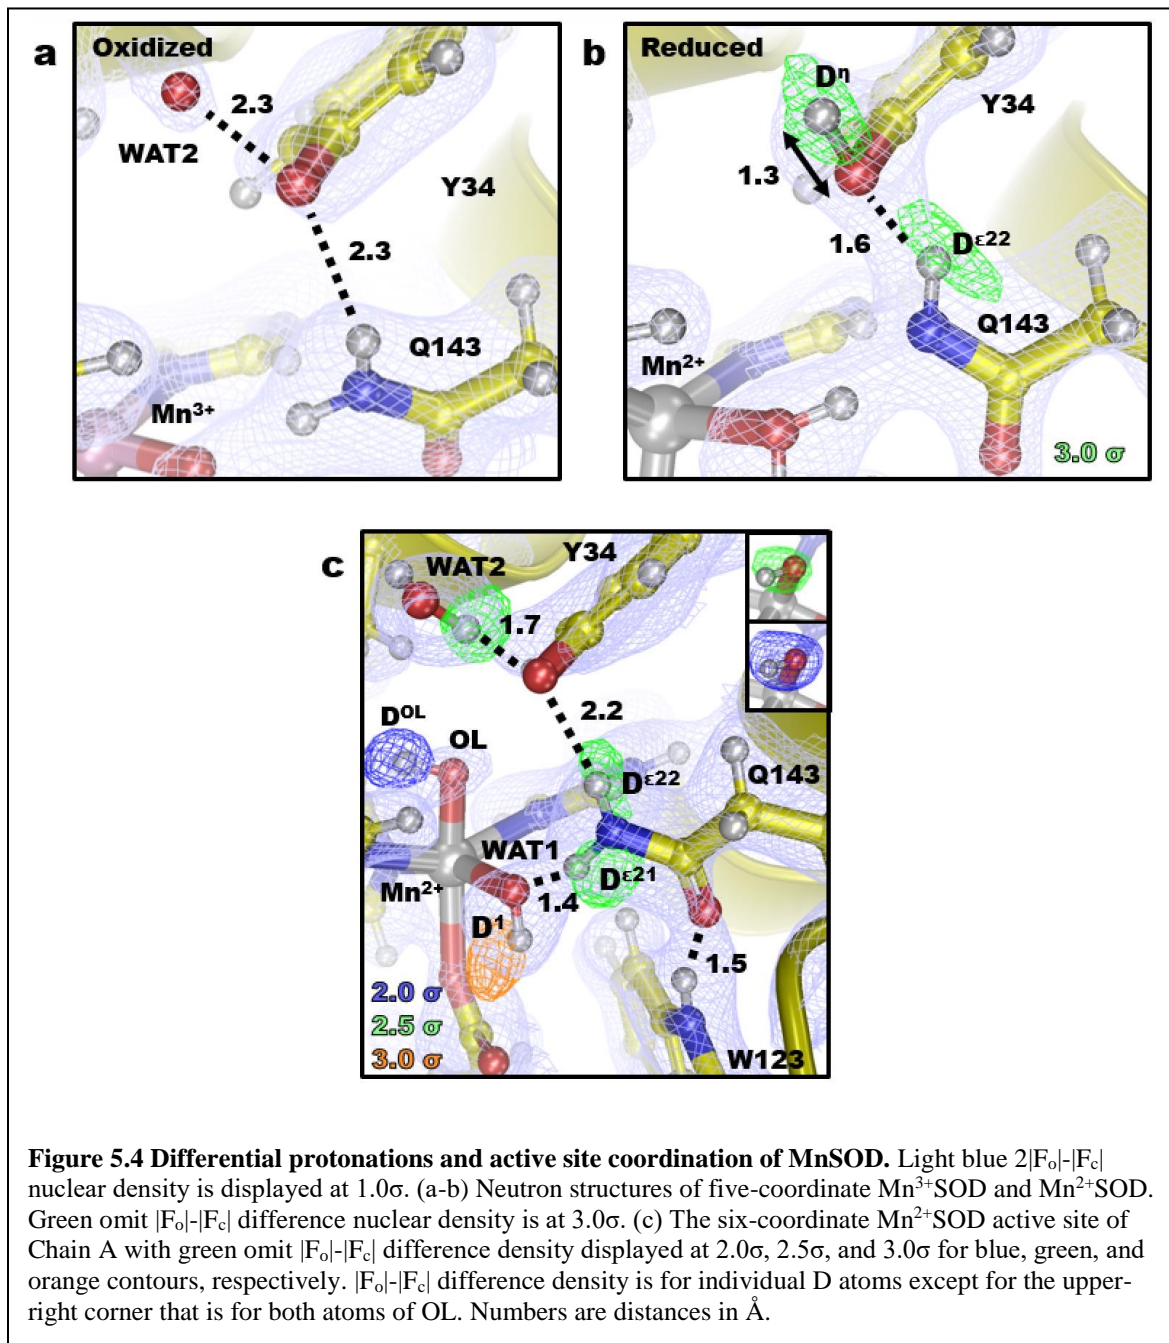 a Oxidized
2.3
WAT2
Y34
2.3
Q143
Mn³⁺
b Reduced
Dη
Y34
1.3
1.6
Dε22
Q143
Mn²⁺
3.0 σ
c
Y34
WAT2
1.7
2.2
DOL
OL
Q143
Dε22
WAT1
Dε21
Mn²⁺
1.4
D¹
1.5
2.0 σ
2.5 σ
3.0 σ
W123
Figure 5.4 Differential protonations and active site coordination of MnSOD. Light blue 2|Fₒ|-|F꜀|
nuclear density is displayed at 1.0σ. (a-b) Neutron structures of five-coordinate Mn³⁺SOD and Mn²⁺SOD.
Green omit |Fₒ|-|F꜀| difference nuclear density is at 3.0σ. (c) The six-coordinate Mn²⁺SOD active site of
Chain A with green omit |Fₒ|-|F꜀| difference density displayed at 2.0σ, 2.5σ, and 3.0σ for blue, green, and
orange contours, respectively. |Fₒ|-|F꜀| difference density is for individual D atoms except for the upper-
right corner that is for both atoms of OL. Numbers are distances in Å.